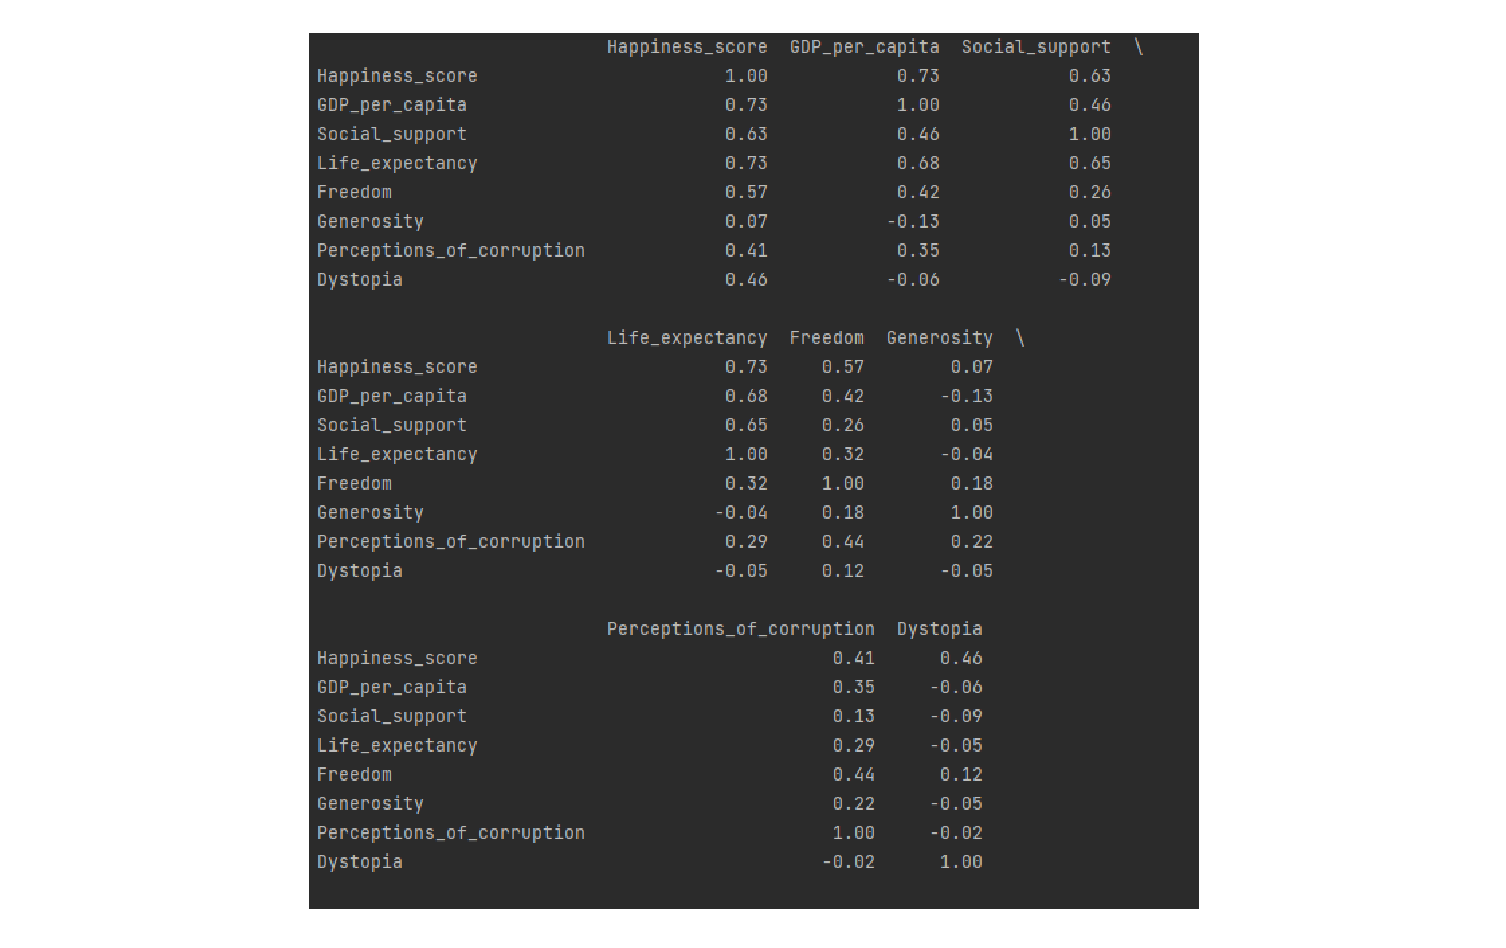 Happiness_score  GDP_per_capita  Social_support  \
Happiness_score  1.00  0.73  0.63
GDP_per_capita  0.73  1.00  0.46
Social_support  0.63  0.46  1.00
Life_expectancy  0.73  0.68  0.65
Freedom  0.57  0.42  0.26
Generosity  0.07  -0.13  0.05
Perceptions_of_corruption  0.41  0.35  0.13
Dystopia  0.46  -0.06  -0.09
Life_expectancy  Freedom  Generosity  \
Happiness_score  0.73  0.57  0.07
GDP_per_capita  0.68  0.42  -0.13
Social_support  0.65  0.26  0.05
Life_expectancy  1.00  0.32  -0.04
Freedom  0.32  1.00  0.18
Generosity  -0.04  0.18  1.00
Perceptions_of_corruption  0.29  0.44  0.22
Dystopia  -0.05  0.12  -0.05
Perceptions_of_corruption  Dystopia
Happiness_score  0.41  0.46
GDP_per_capita  0.35  -0.06
Social_support  0.13  -0.09
Life_expectancy  0.29  -0.05
Freedom  0.44  0.12
Generosity  0.22  -0.05
Perceptions_of_corruption  1.00  -0.02
Dystopia  -0.02  1.00